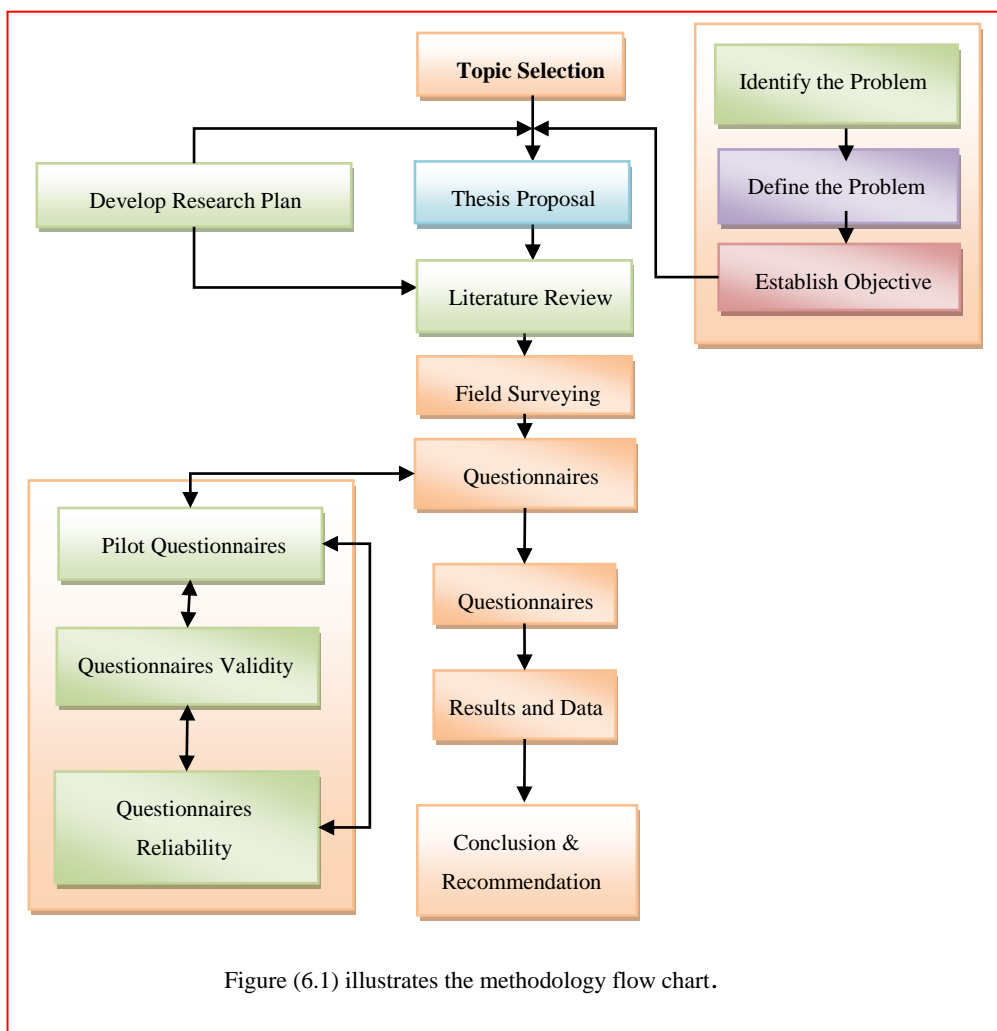 Topic Selection
Identify the Problem
Develop Research Plan
Thesis Proposal
Define the Problem
Literature Review
Establish Objective
Field Surveying
Questionnaires
Pilot Questionnaires
Questionnaires
Questionnaires Validity
Results and Data
Questionnaires
Reliability
Conclusion &
Recommendation
Figure (6.1) illustrates the methodology flow chart.